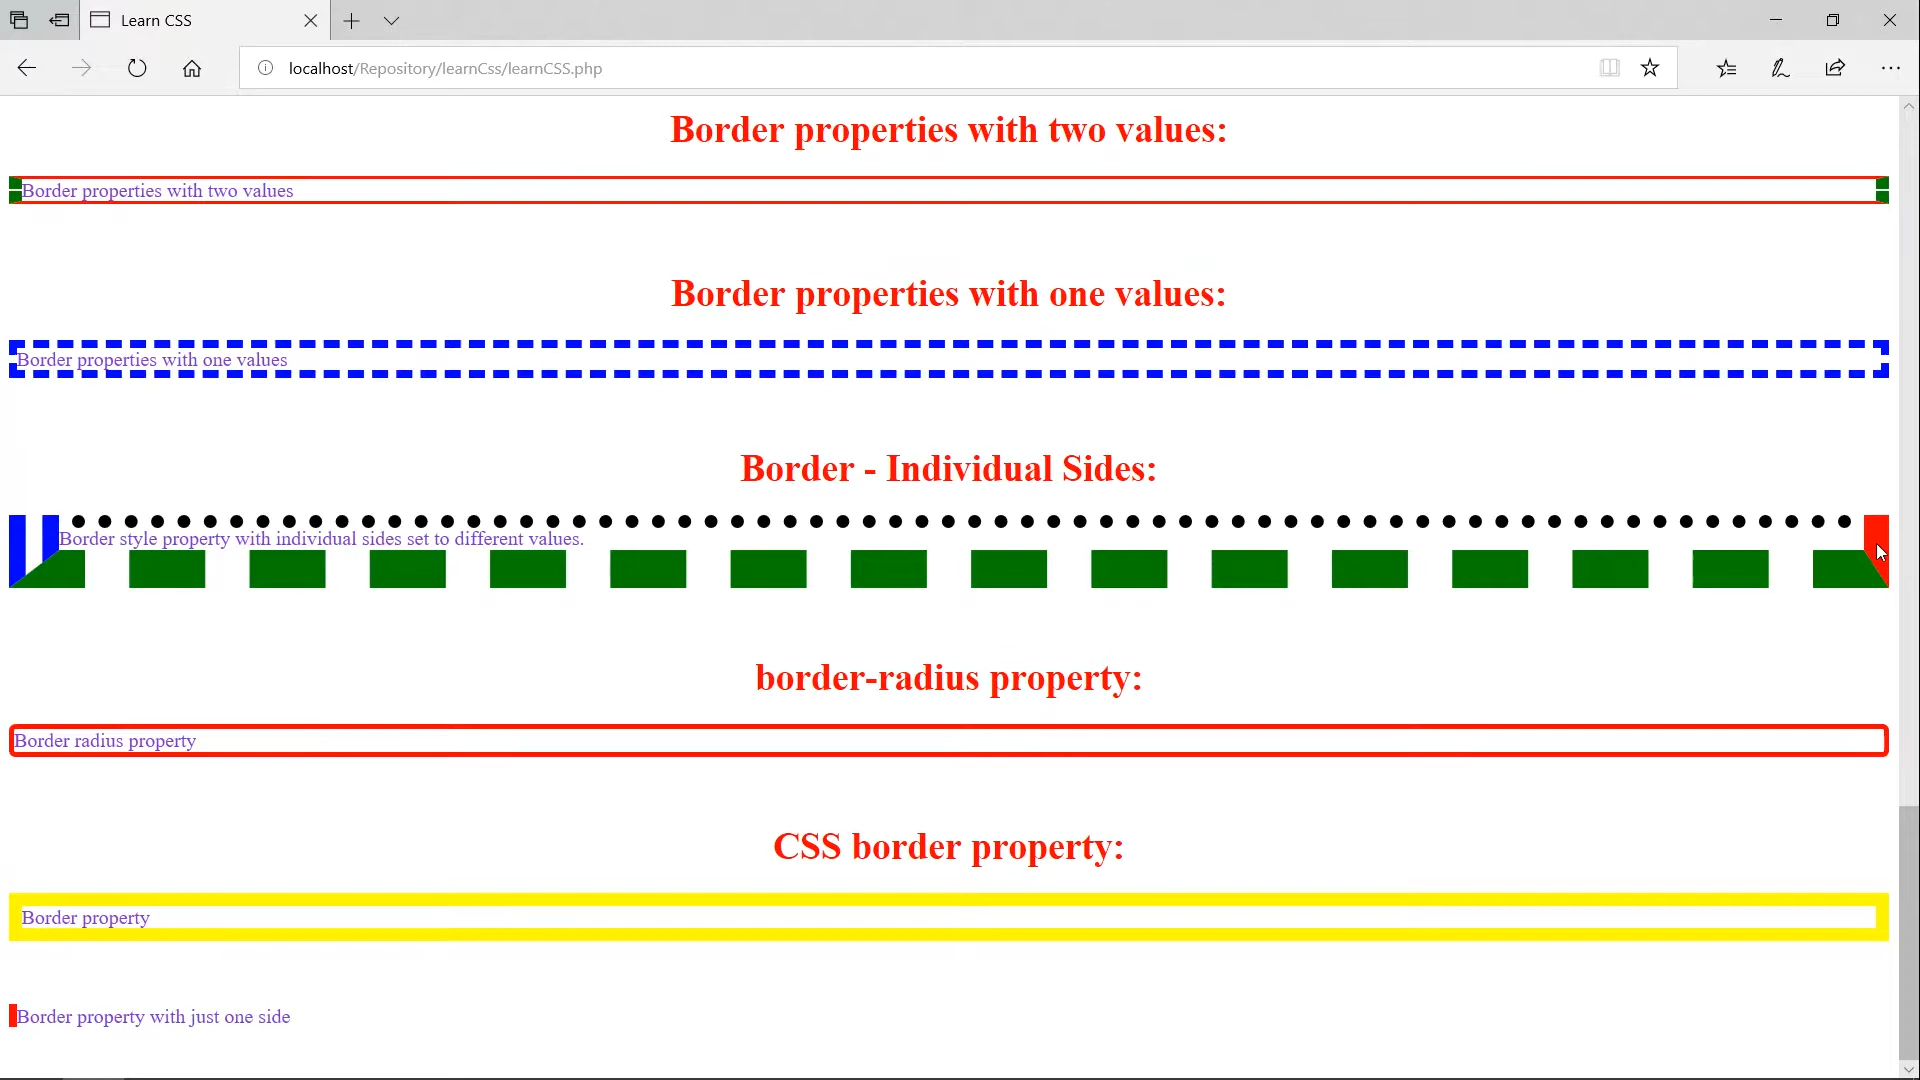 Learn CSS
localhost/Repository/learnCss/learnCSS.php
Border properties with two values:
Border properties with two values
Border properties with one values:
Border properties with one values
Border - Individual Sides:
Border style property with individual sides set to different values.
border-radius property:
Border radius property
CSS border property:
Border property
Border property with just one side